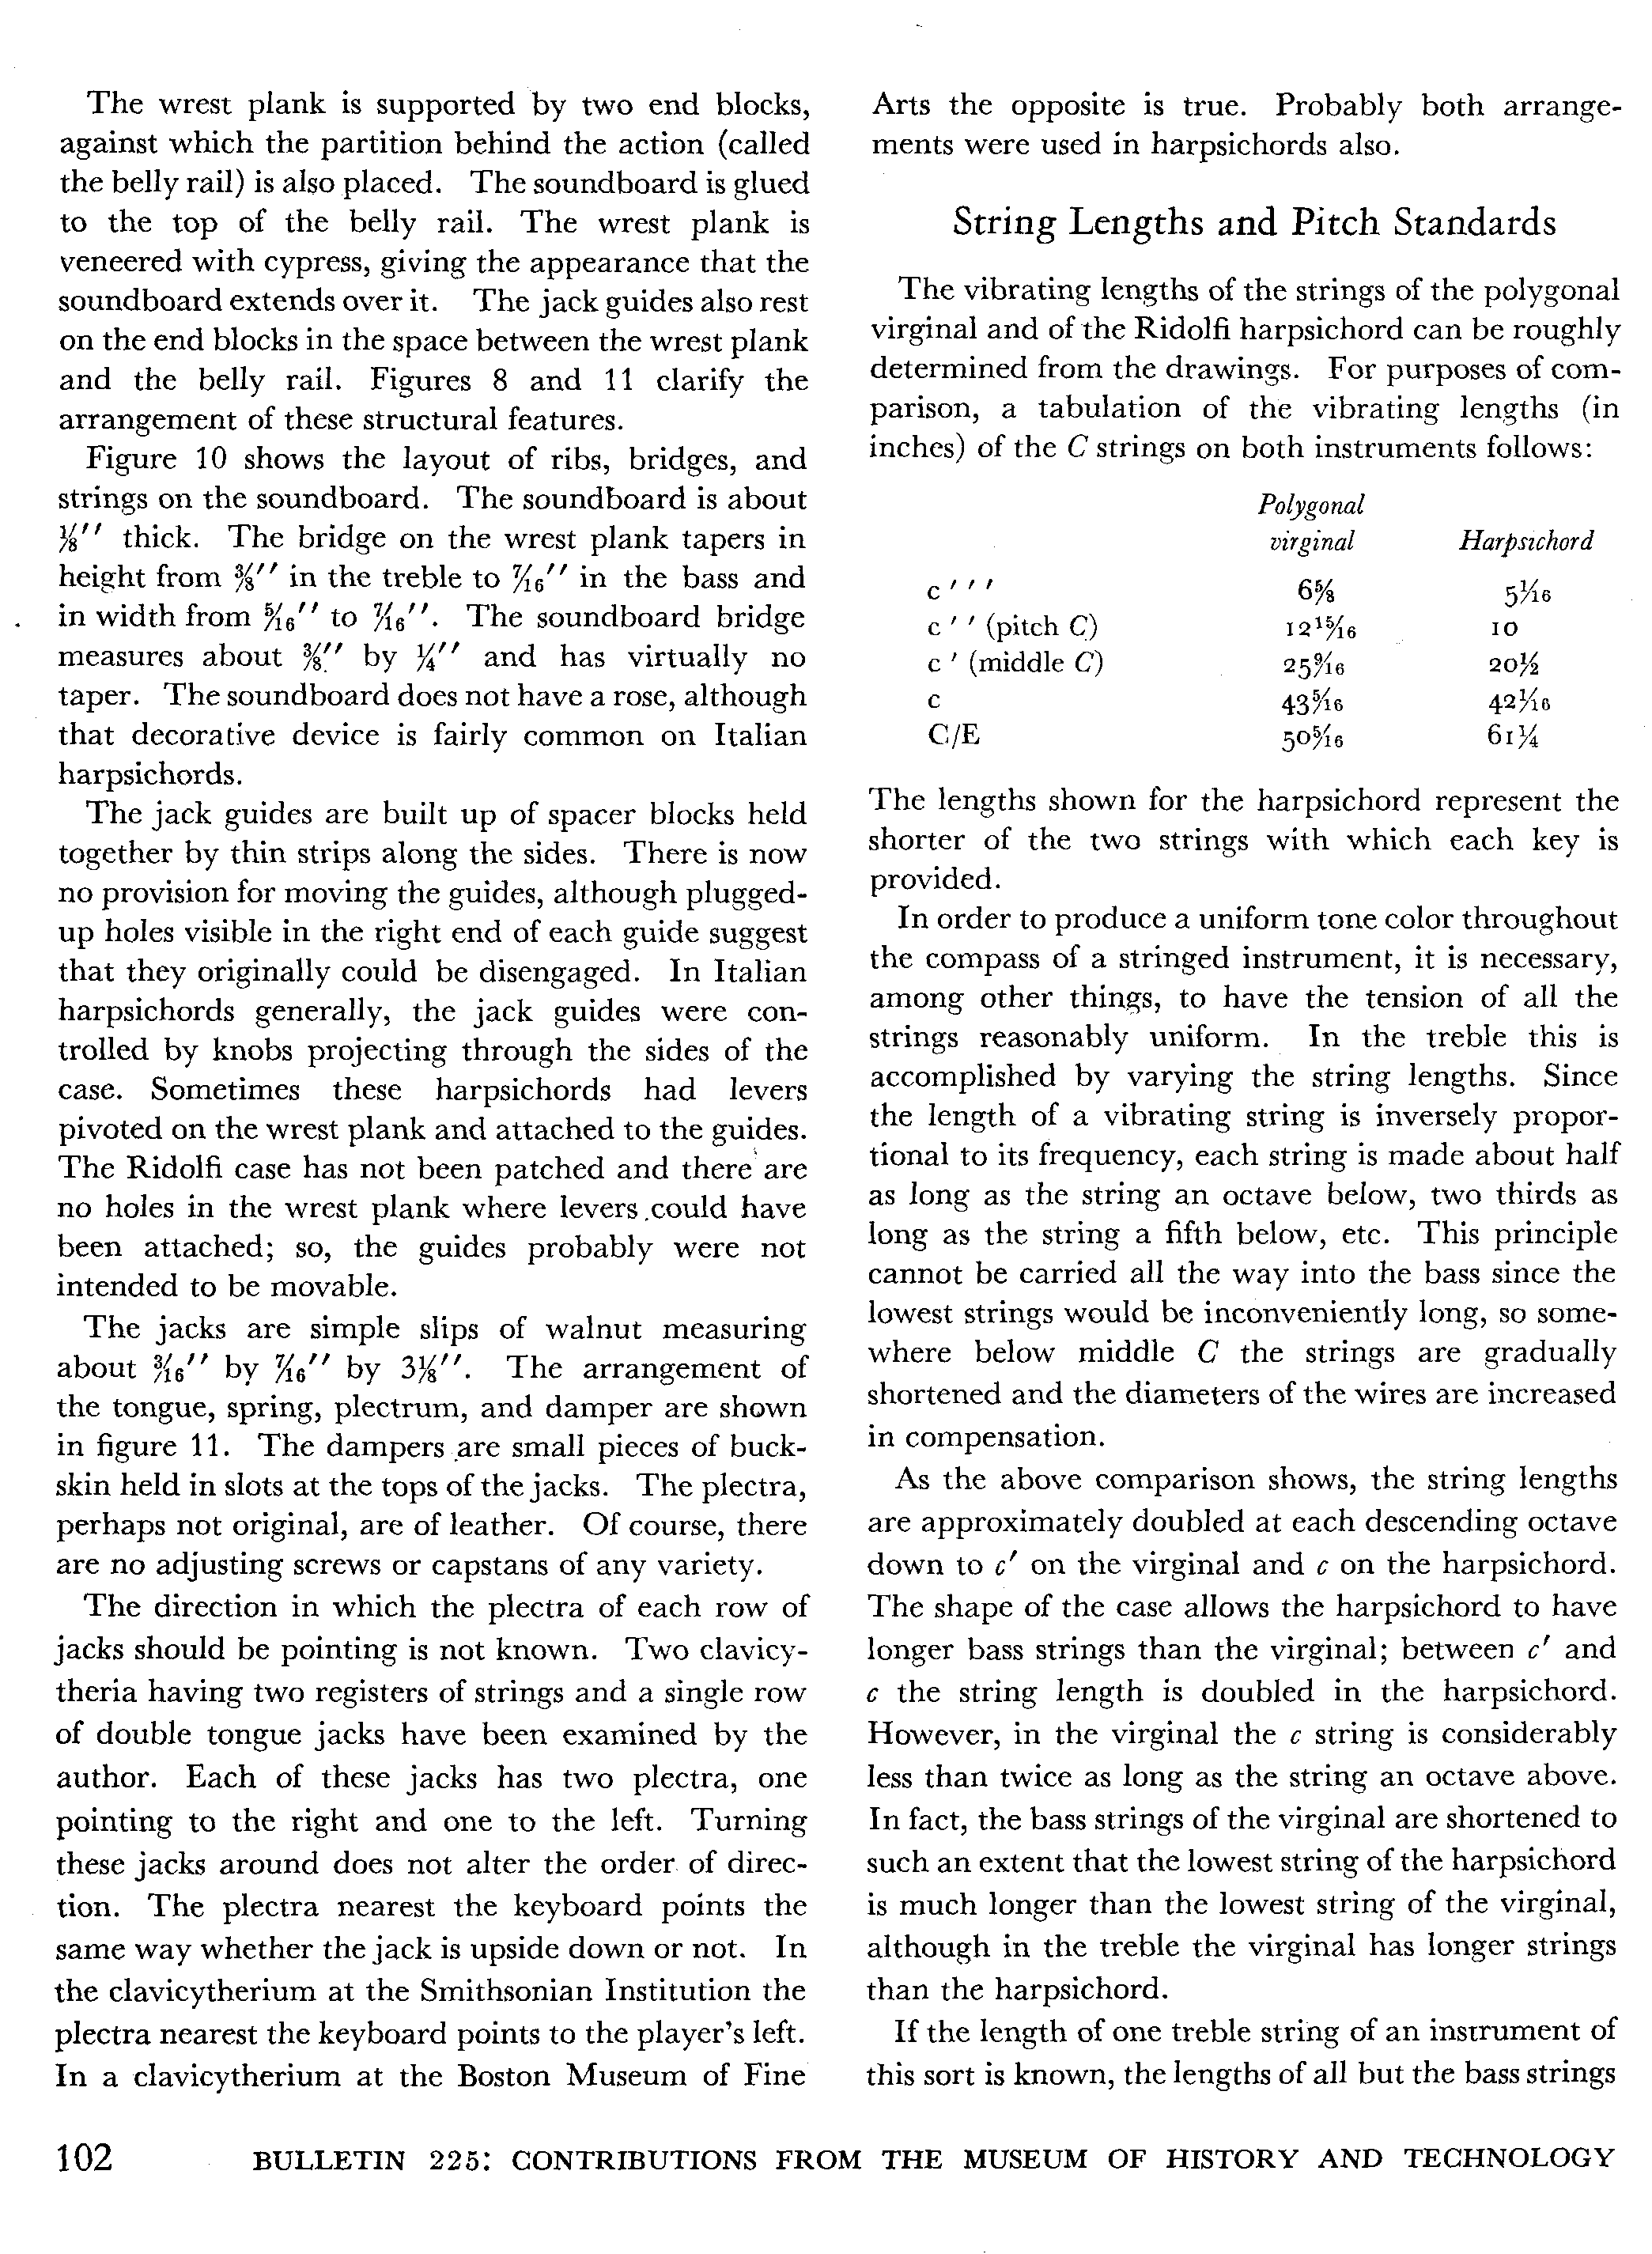 The wrest plank is supported by two end blocks,
against which the partition behind the action (called
the belly rail) is also placed. The soundboard is glued
to the top of the belly rail. The wrest plank is
veneered with cypress, giving the appearance that the
soundboard extends over it. The jack guides also rest
on the end blocks in the space between the wrest plank
and the belly rail. Figures 8 and 11 clarify the
arrangement of these structural features.
Figure 10 shows the layout of ribs, bridges, and
strings on the soundboard. The soundboard is about
⅛′′ thick. The bridge on the wrest plank tapers in
height from ⅜′′ in the treble to 7⁄16′′ in the bass and
in width from 5⁄16′′ to 7⁄16′′. The soundboard bridge
measures about ⅜′′ by ¼′′ and has virtually no
taper. The soundboard does not have a rose, although
that decorative device is fairly common on Italian
harpsichords.
The jack guides are built up of spacer blocks held
together by thin strips along the sides. There is now
no provision for moving the guides, although plugged-
up holes visible in the right end of each guide suggest
that they originally could be disengaged. In Italian
harpsichords generally, the jack guides were con-
trolled by knobs projecting through the sides of the
case. Sometimes these harpsichords had levers
pivoted on the wrest plank and attached to the guides.
The Ridolfi case has not been patched and there are
no holes in the wrest plank where levers could have
been attached; so, the guides probably were not
intended to be movable.
The jacks are simple slips of walnut measuring
about 3⁄16′′ by 7⁄16′′ by 3⅛′′. The arrangement of
the tongue, spring, plectrum, and damper are shown
in figure 11. The dampers are small pieces of buck-
skin held in slots at the tops of the jacks. The plectra,
perhaps not original, are of leather. Of course, there
are no adjusting screws or capstans of any variety.
The direction in which the plectra of each row of
jacks should be pointing is not known. Two clavicy-
theria having two registers of strings and a single row
of double tongue jacks have been examined by the
author. Each of these jacks has two plectra, one
pointing to the right and one to the left. Turning
these jacks around does not alter the order of direc-
tion. The plectra nearest the keyboard points the
same way whether the jack is upside down or not. In
the clavicytherium at the Smithsonian Institution the
plectra nearest the keyboard points to the player's left.
In a clavicytherium at the Boston Museum of Fine
Arts the opposite is true. Probably both arrange-
ments were used in harpsichords also.
String Lengths and Pitch Standards
The vibrating lengths of the strings of the polygonal
virginal and of the Ridolfi harpsichord can be roughly
determined from the drawings. For purposes of com-
parison, a tabulation of the vibrating lengths (in
inches) of the C strings on both instruments follows:
Polygonal
virginal Harpsichord
c′′′ 6⅝ 5 1⁄16
c′′ (pitch C) 12 15⁄16 10
c′ (middle C) 25 9⁄16 20½
c 43 5⁄16 42 1⁄16
C/E 50 5⁄16 61¼
The lengths shown for the harpsichord represent the
shorter of the two strings with which each key is
provided.
In order to produce a uniform tone color throughout
the compass of a stringed instrument, it is necessary,
among other things, to have the tension of all the
strings reasonably uniform. In the treble this is
accomplished by varying the string lengths. Since
the length of a vibrating string is inversely propor-
tional to its frequency, each string is made about half
as long as the string an octave below, two thirds as
long as the string a fifth below, etc. This principle
cannot be carried all the way into the bass since the
lowest strings would be inconveniently long, so some-
where below middle C the strings are gradually
shortened and the diameters of the wires are increased
in compensation.
As the above comparison shows, the string lengths
are approximately doubled at each descending octave
down to c′ on the virginal and c on the harpsichord.
The shape of the case allows the harpsichord to have
longer bass strings than the virginal; between c′ and
c the string length is doubled in the harpsichord.
However, in the virginal the c string is considerably
less than twice as long as the string an octave above.
In fact, the bass strings of the virginal are shortened to
such an extent that the lowest string of the harpsichord
is much longer than the lowest string of the virginal,
although in the treble the virginal has longer strings
than the harpsichord.
If the length of one treble string of an instrument of
this sort is known, the lengths of all but the bass strings
102 BULLETIN 225: CONTRIBUTIONS FROM THE MUSEUM OF HISTORY AND TECHNOLOGY